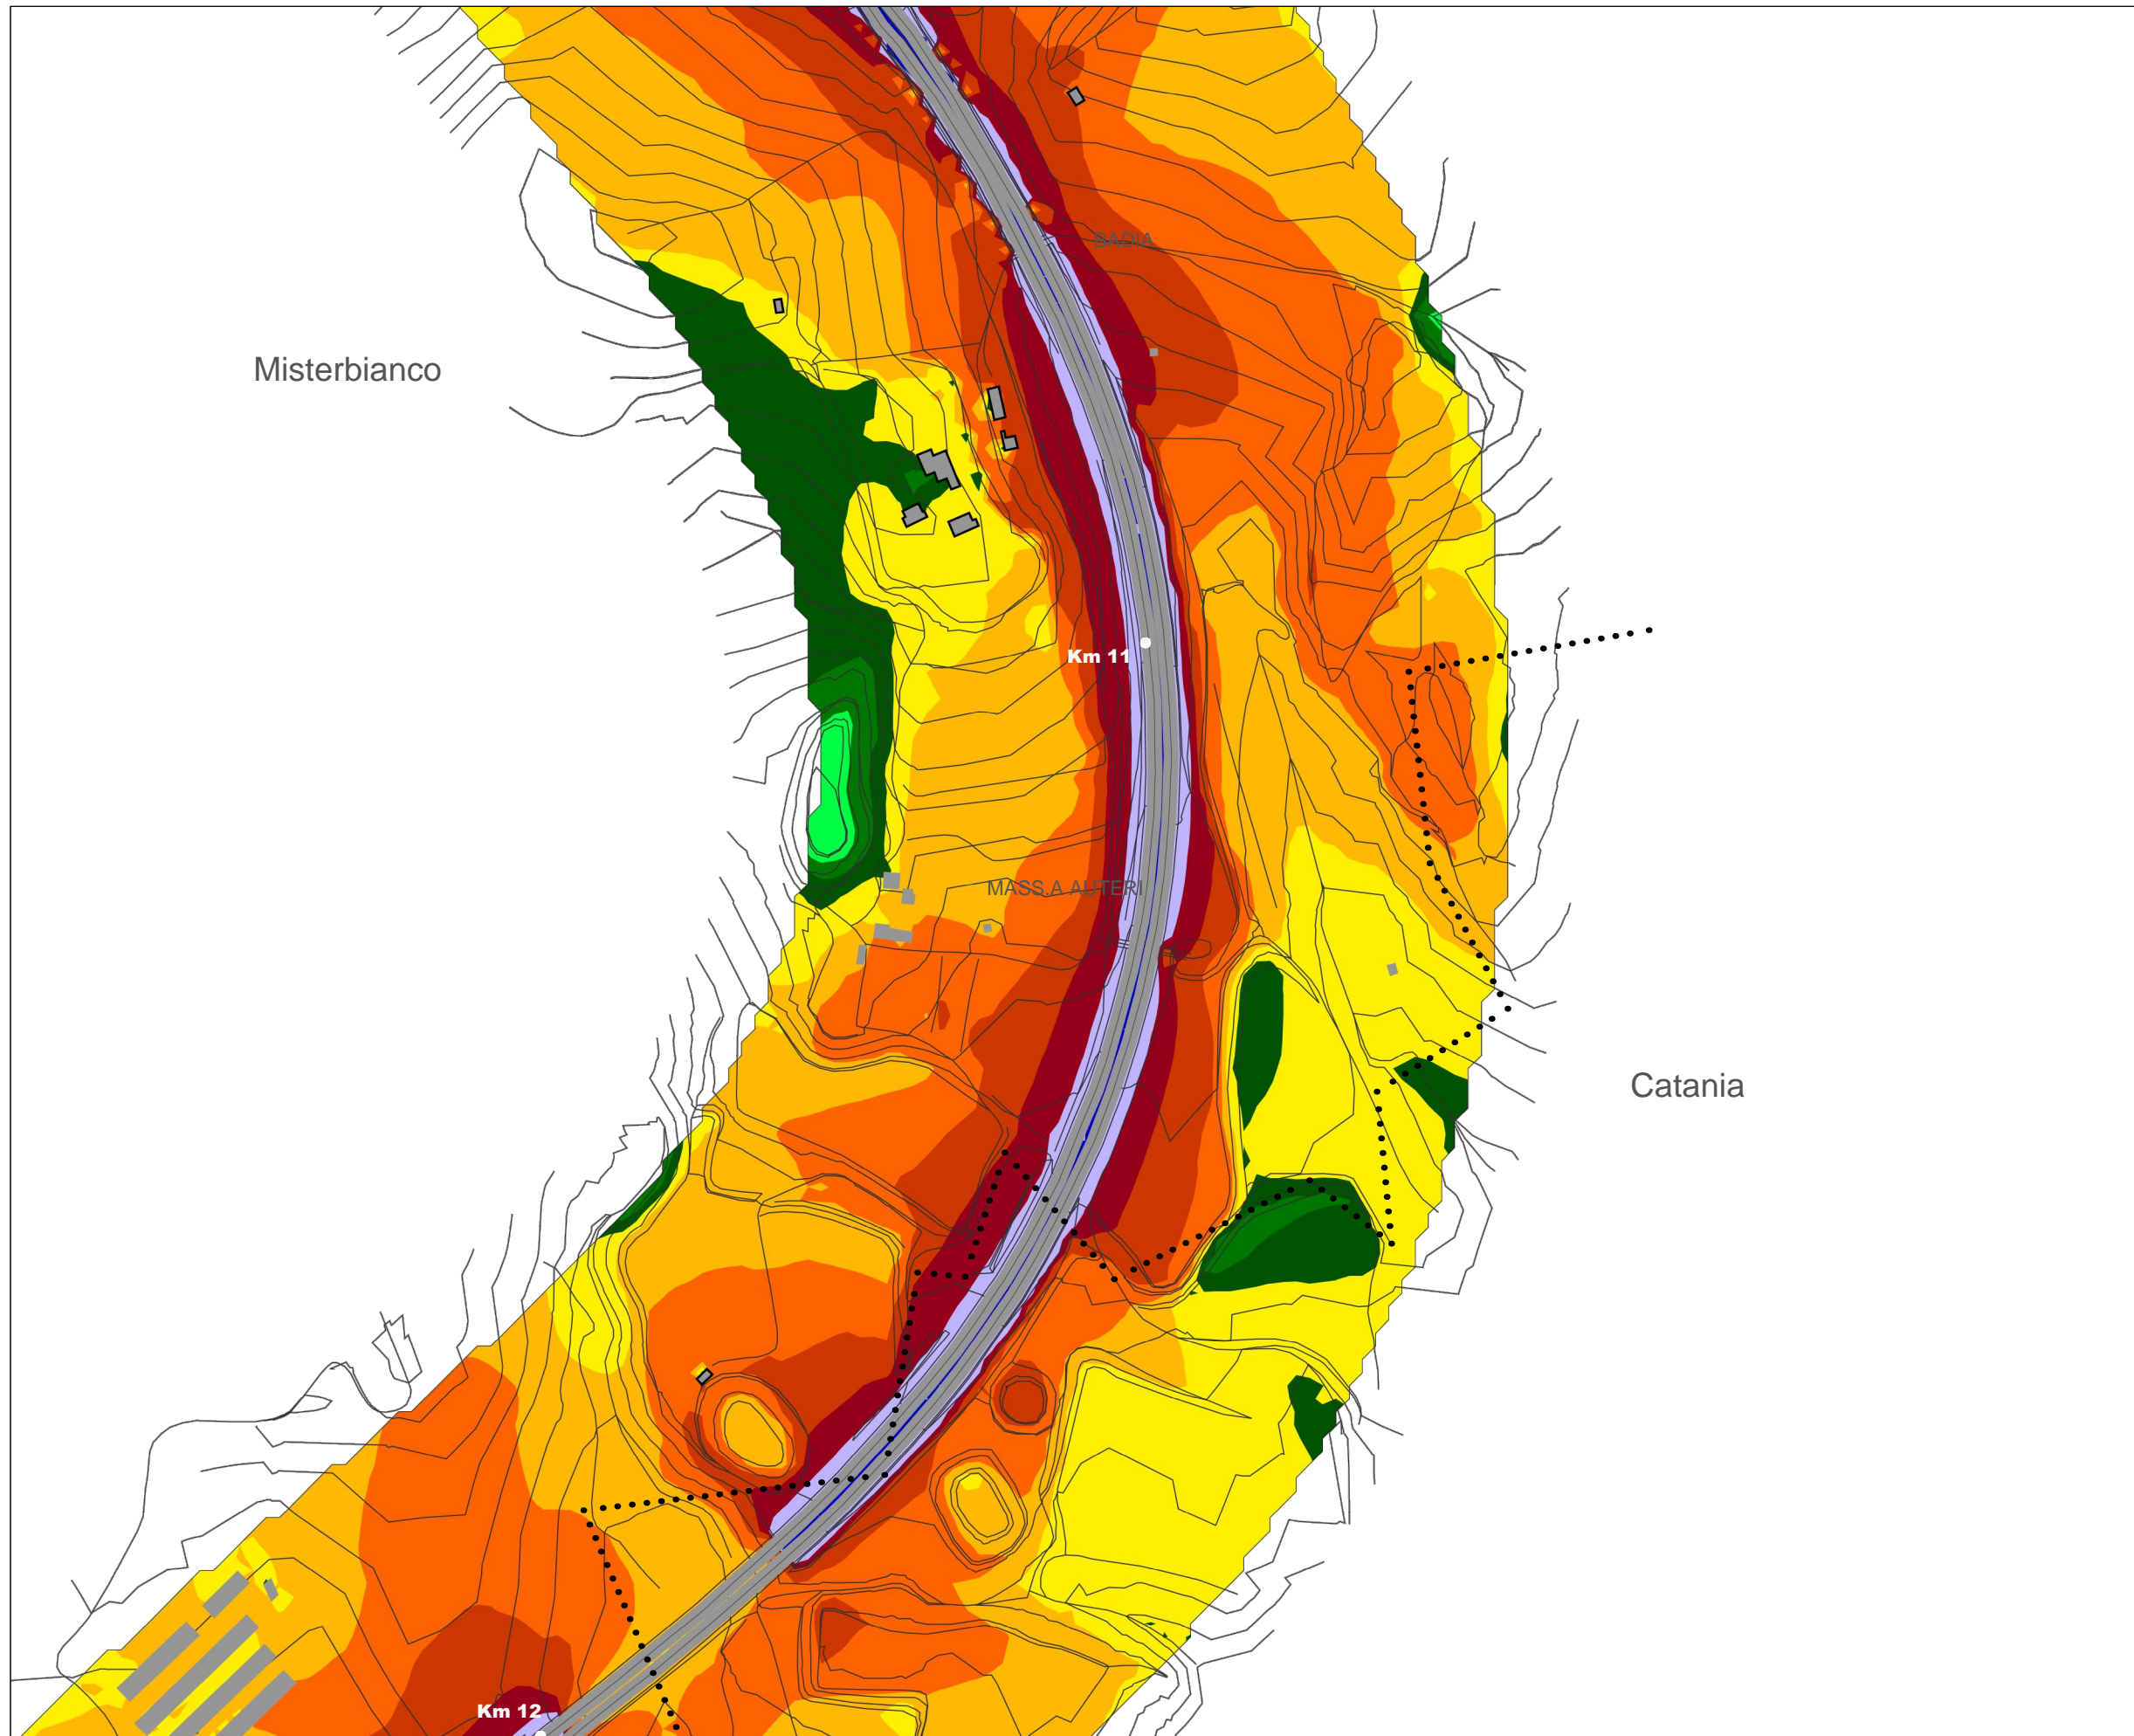 BADIA
Misterbianco
Km 11
MASS.A AUTERI
Catania
Km 12